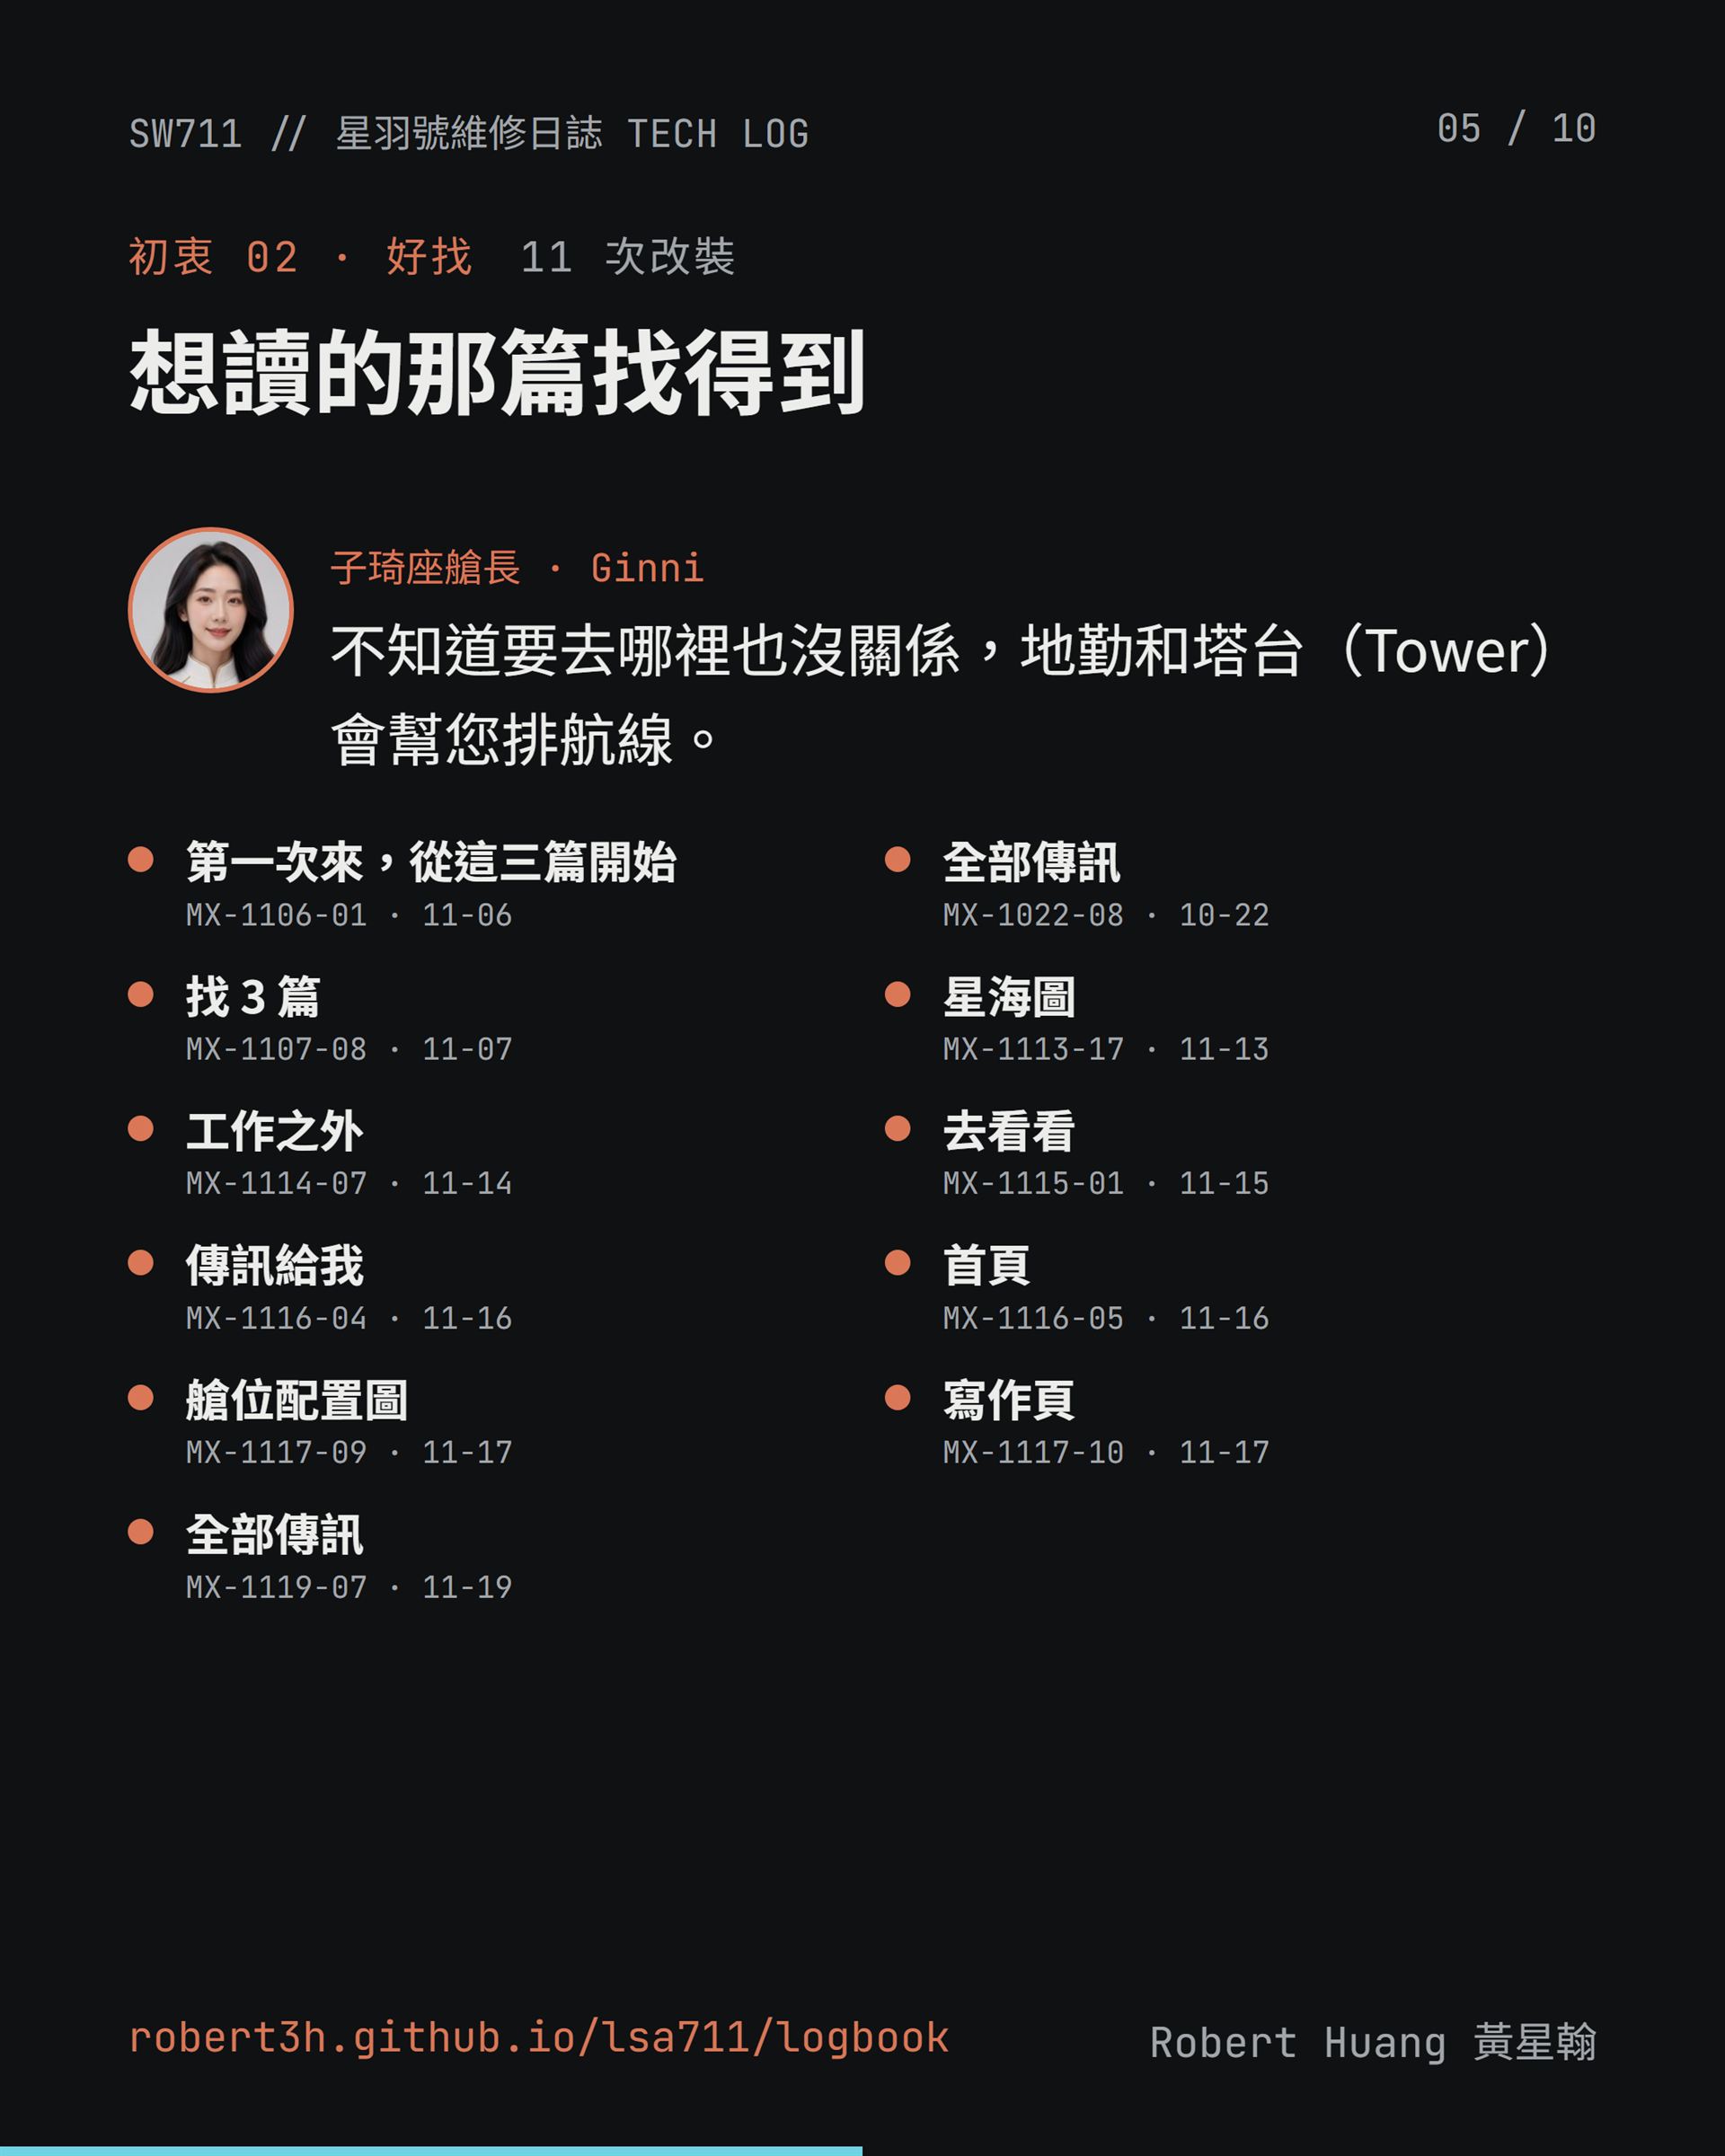 SW711 // 星羽號維修日誌 TECH LOG
05 / 10
初衷 02 · 好找 11 次改裝
想讀的那篇找得到
子琦座艙長 · Ginni
不知道要去哪裡也沒關係，地勤和塔台（Tower）
會幫您排航線。
第一次來，從這三篇開始
MX-1106-01 · 11-06
全部傳訊
MX-1022-08 · 10-22
找 3 篇
MX-1107-08 · 11-07
星海圖
MX-1113-17 · 11-13
工作之外
MX-1114-07 · 11-14
去看看
MX-1115-01 · 11-15
傳訊給我
MX-1116-04 · 11-16
首頁
MX-1116-05 · 11-16
艙位配置圖
MX-1117-09 · 11-17
寫作頁
MX-1117-10 · 11-17
全部傳訊
MX-1119-07 · 11-19
robert3h.github.io/lsa711/logbook
Robert Huang 黃星翰